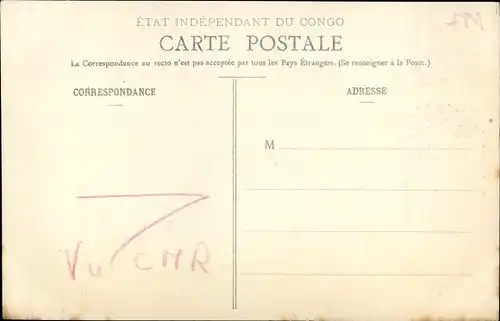 ÉTAT INDÉPENDANT DU CONGO
CARTE POSTALE
La Correspondance au recto n'est pas acceptée par tous les Pays Étrangers. (Se renseigner à la Poste.)
CORRESPONDANCE
ADRESSE
M
Vu CMR